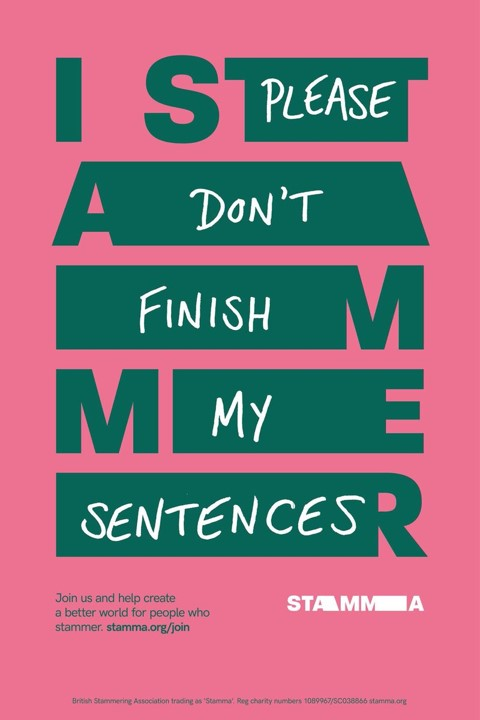 I ST PLEASE
A DON'T
FINISH M
M MY E
SENTENCES R
Join us and help create
a better world for people who
stammer. stamma.org/join
STAMMA
British Stammering Association trading as 'Stamma'. Reg charity numbers 1089967/SC038866 stamma.org